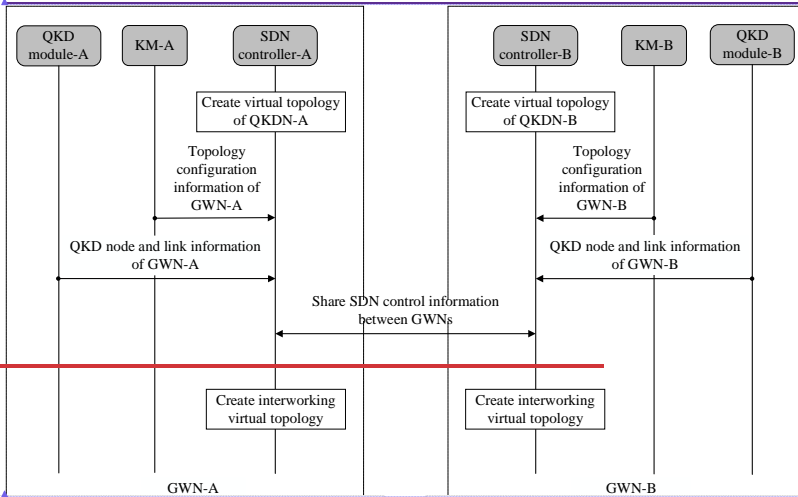 QKD
module-A
KM-A
SDN
controller-A
SDN
controller-B
KM-B
QKD
module-B
Create virtual topology
of QKDN-A
Create virtual topology
of QKDN-B
Topology
configuration
information of
GWN-A
Topology
configuration
information of
GWN-B
QKD node and link information
of GWN-A
QKD node and link information
of GWN-B
Share SDN control information
between GWNs
Create interworking
virtual topology
Create interworking
virtual topology
GWN-A
GWN-B